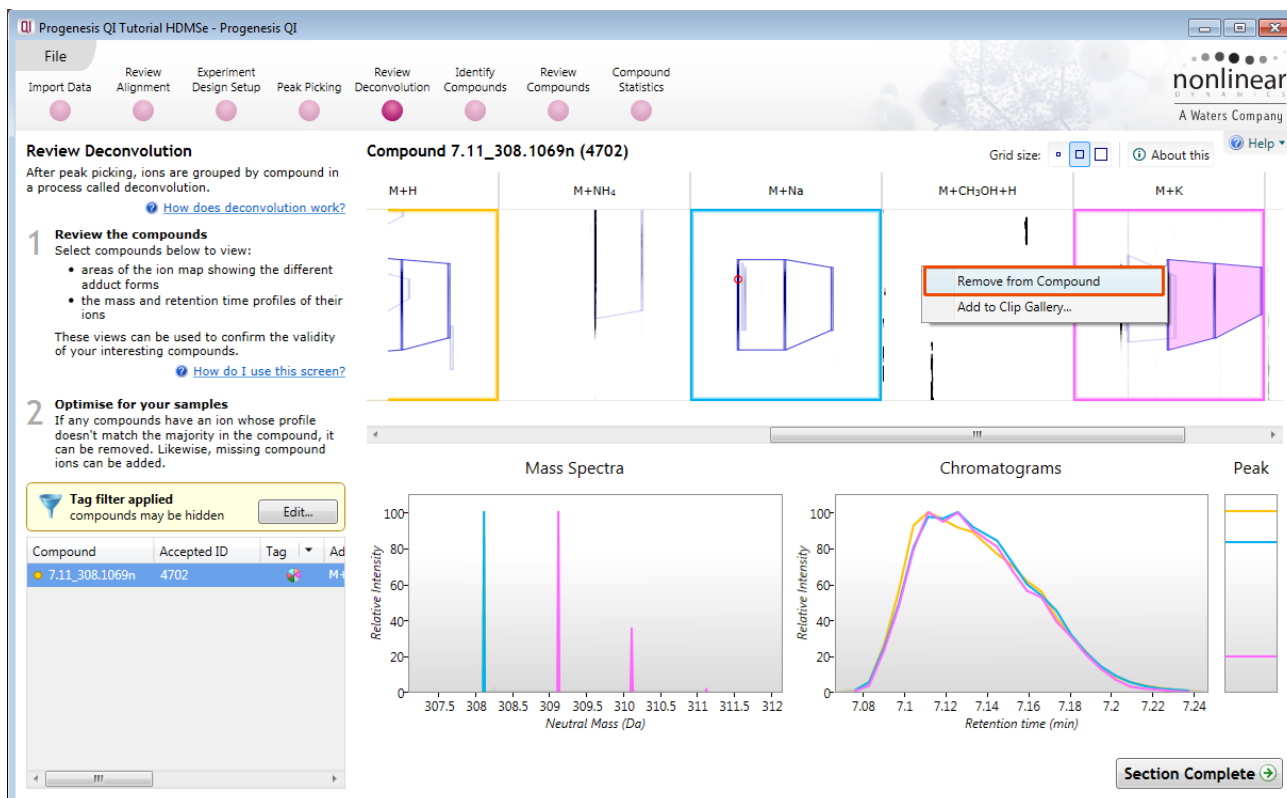 QI Progenesis QI Tutorial HDMSe - Progenesis QI
File
Import Data
Review Alignment
Experiment Design Setup
Peak Picking
Review Deconvolution
Identify Compounds
Review Compounds
Compound Statistics
nonlinear
DYNAMICS
A Waters Company
Review Deconvolution
After peak picking, ions are grouped by compound in
a process called deconvolution.
How does deconvolution work?
1 Review the compounds
Select compounds below to view:
• areas of the ion map showing the different
adduct forms
• the mass and retention time profiles of their
ions
These views can be used to confirm the validity
of your interesting compounds.
How do I use this screen?
2 Optimise for your samples
If any compounds have an ion whose profile
doesn't match the majority in the compound, it
can be removed. Likewise, missing compound
ions can be added.
Tag filter applied
compounds may be hidden
Edit...
Compound Accepted ID Tag Ad
7.11_308.1069n 4702 M+
Compound 7.11_308.1069n (4702)
Grid size:
About this
Help
M+H M+NH₄ M+Na M+CH₃OH+H M+K
Remove from Compound
Add to Clip Gallery...
Mass Spectra
Relative Intensity
100
80
60
40
20
0
307.5 308 308.5 309 309.5 310 310.5 311 311.5 312
Neutral Mass (Da)
Chromatograms
Relative Intensity
100
80
60
40
20
0
7.08 7.1 7.12 7.14 7.16 7.18 7.2 7.22 7.24
Retention time (min)
Peak
Section Complete